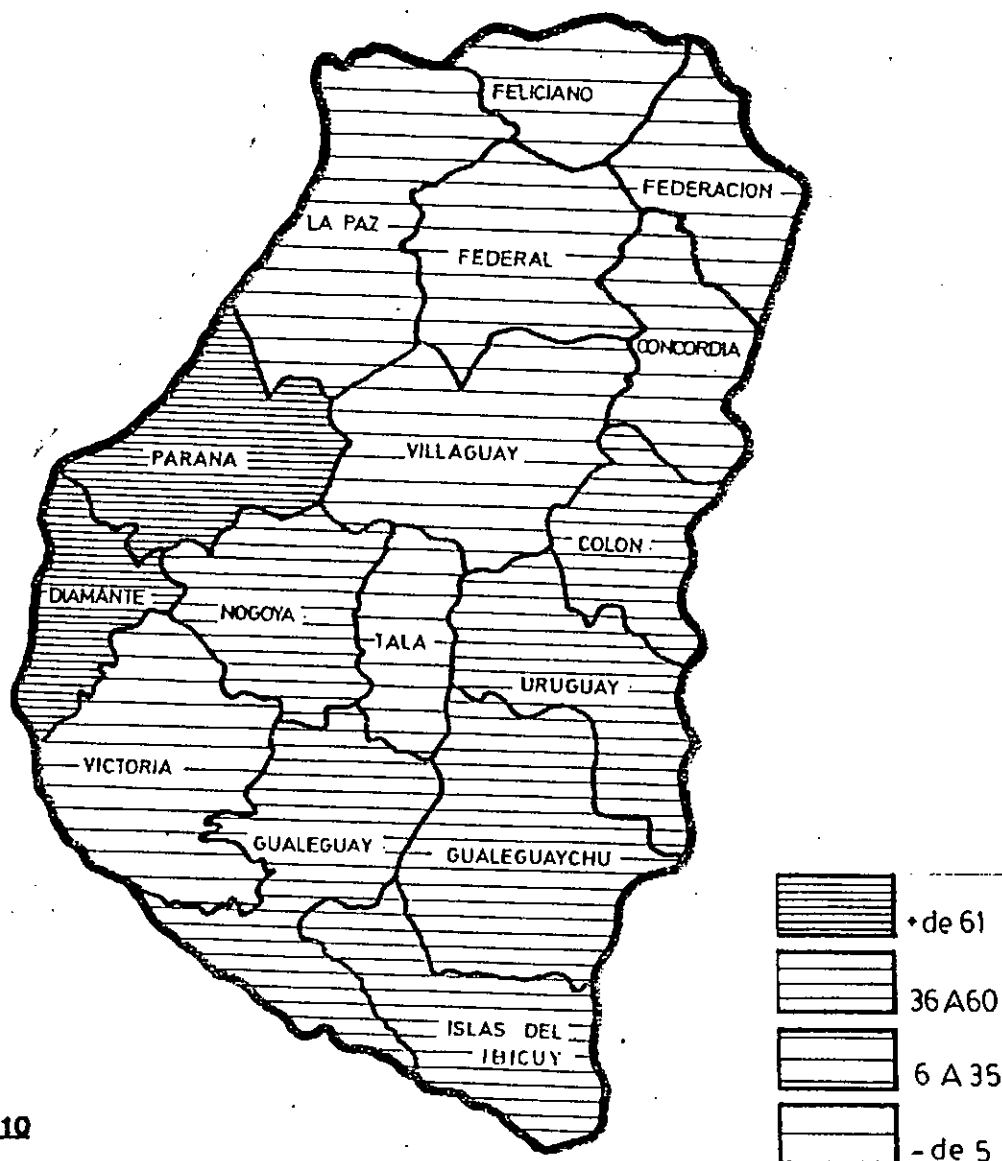 FELICIANO
FEDERACION
LA PAZ
FEDERAL
CONCORDIA
PARANA
VILLAGUAY
COLON
DIAMANTE
NOGOYA
TALA
URUGUAY
VICTORIA
GUALEGUAY
GUALEGUAYCHU
ISLAS DEL
IBICUY
+ de 61
36 A 60
6 A 35
- de 5
10